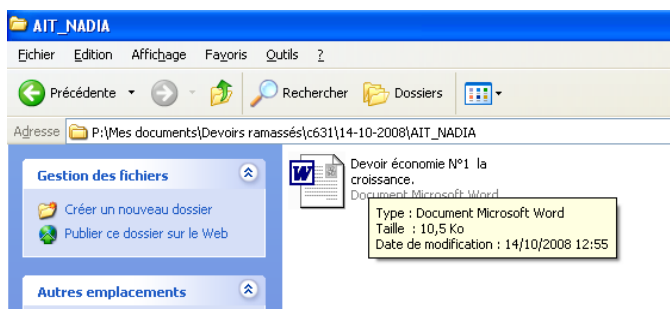 AIT_NADIA
Fichier Edition Affichage Favoris Outils ?
Précédente Rechercher Dossiers
Adresse P:\Mes documents\Devoirs ramassés\c631\14-10-2008\AIT_NADIA
Gestion des fichiers
Créer un nouveau dossier
Publier ce dossier sur le Web
Autres emplacements
W
Devoir économie N°1 la
croissance.
Document Microsoft Word
Type : Document Microsoft Word
Taille : 10,5 Ko
Date de modification : 14/10/2008 12:55